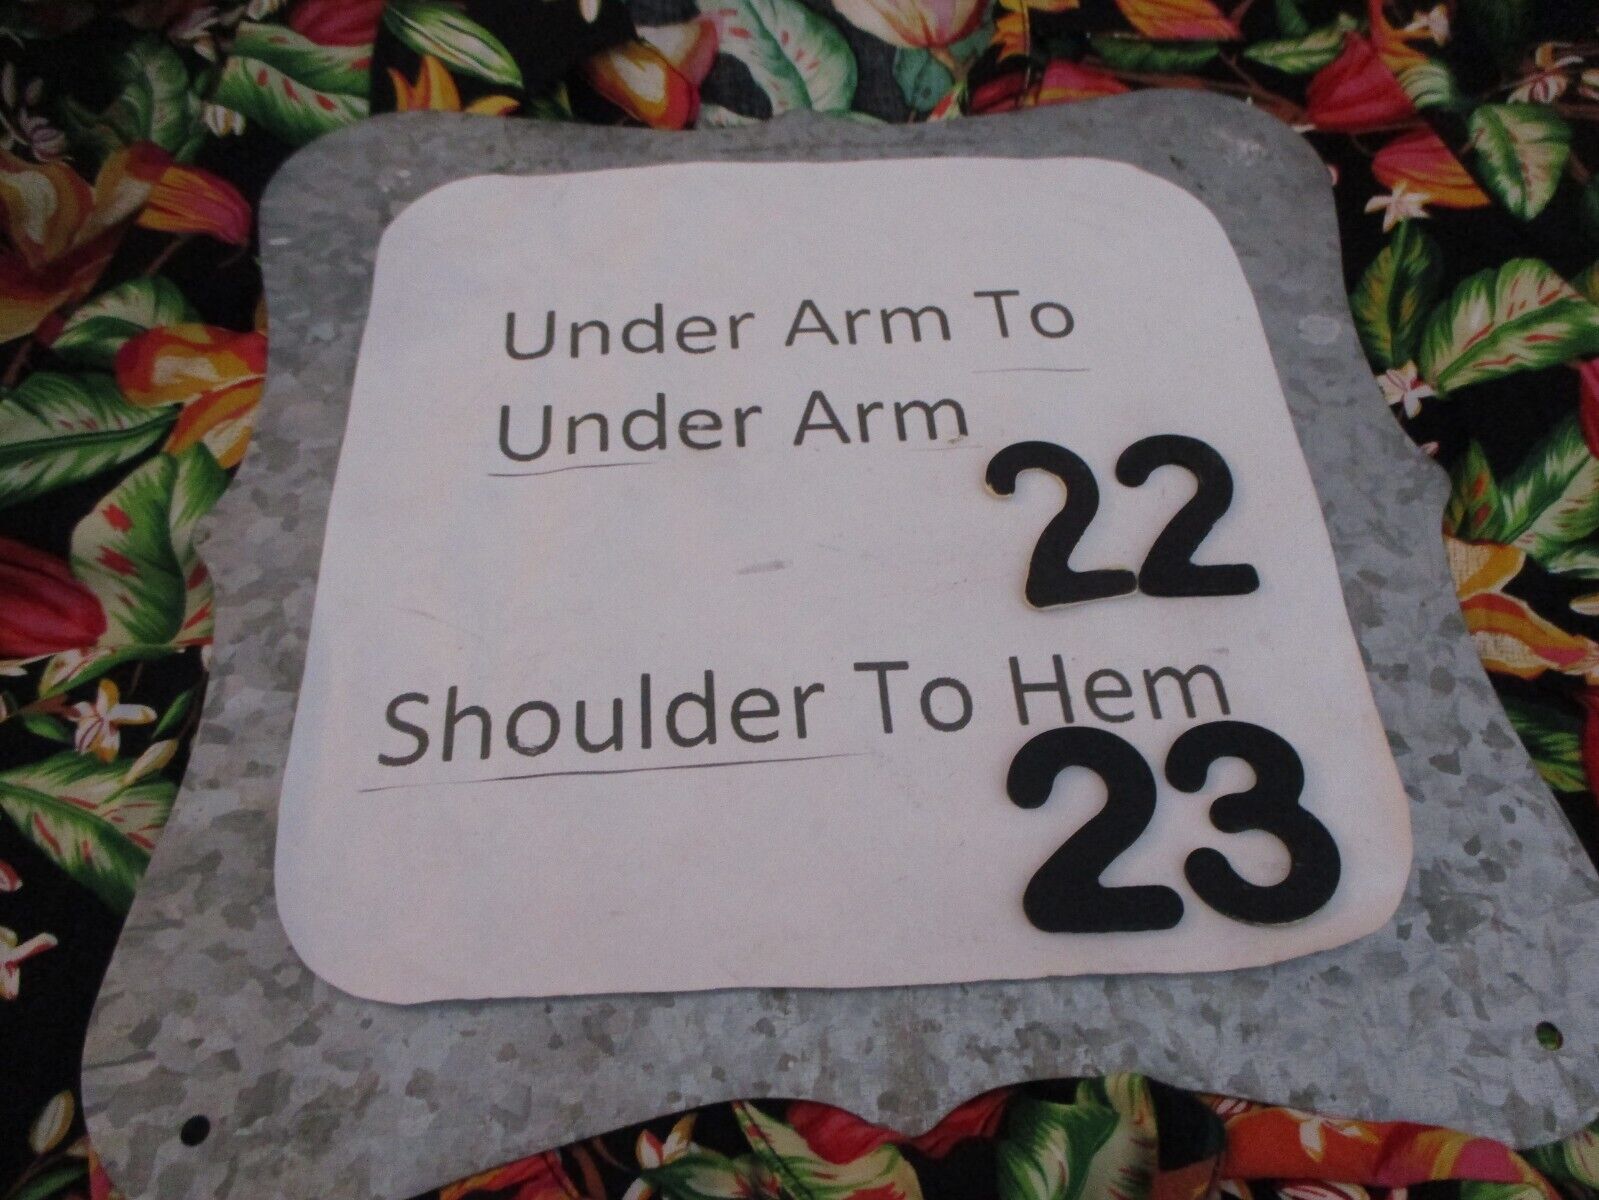 Under Arm To
Under Arm
22
Shoulder To Hem
23